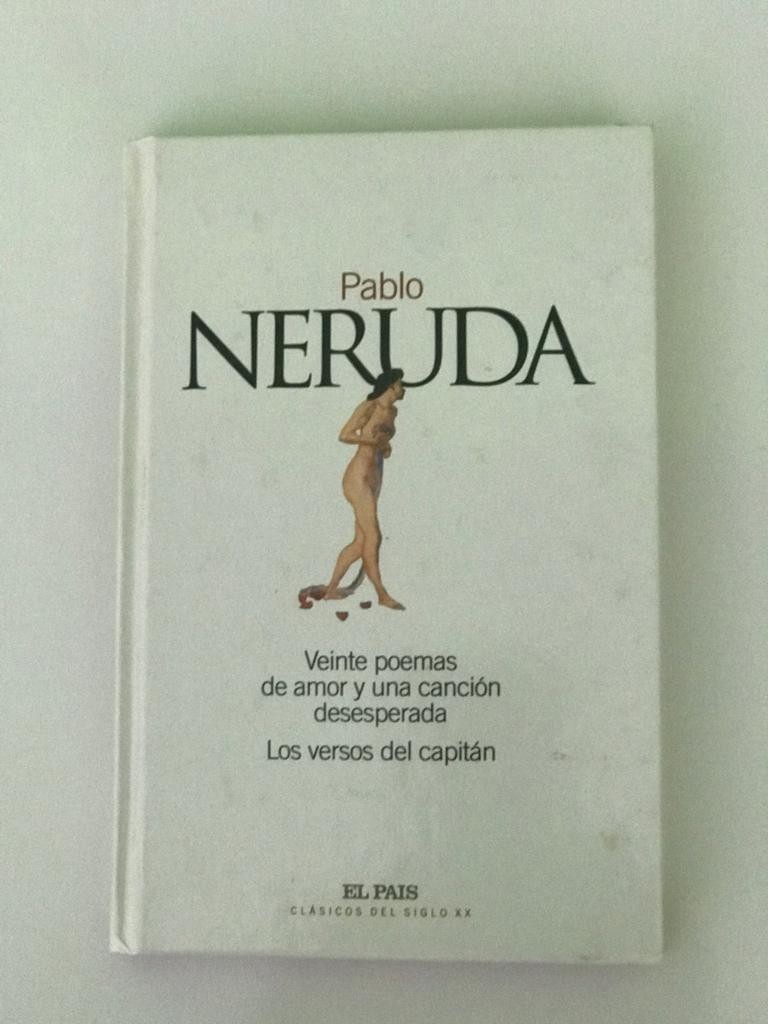 Pablo
NERUDA
Veinte poemas
de amor y una canción
desesperada
Los versos del capitán
EL PAIS
CLÁSICOS DEL SIGLO XX